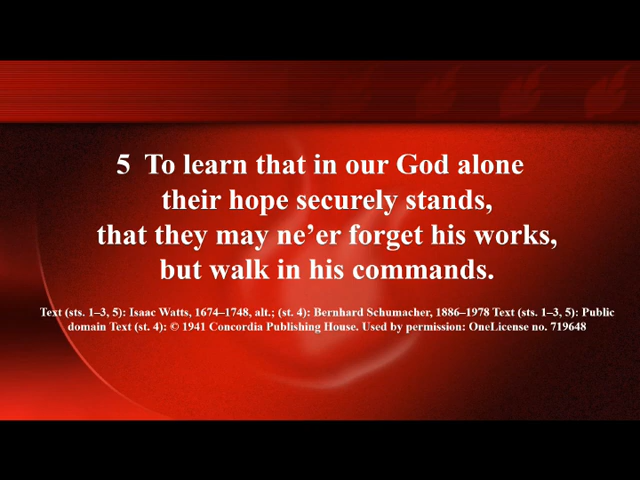 5 To learn that in our God alone
their hope securely stands,
that they may ne’er forget his works,
but walk in his commands.
Text (sts. 1–3, 5): Isaac Watts, 1674–1748, alt.; (st. 4): Bernhard Schumacher, 1886–1978 Text (sts. 1–3, 5): Public
domain Text (st. 4): © 1941 Concordia Publishing House. Used by permission: OneLicense no. 719648